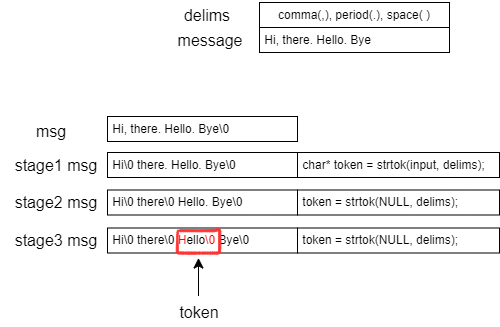 delims comma(,), period(.), space( )
message Hi, there. Hello. Bye
msg Hi, there. Hello. Bye\0
stage1 msg Hi\0 there. Hello. Bye\0 char* token = strtok(input, delims);
stage2 msg Hi\0 there\0 Hello. Bye\0 token = strtok(NULL, delims);
stage3 msg Hi\0 there\0 Hello\0 Bye\0 token = strtok(NULL, delims);
token